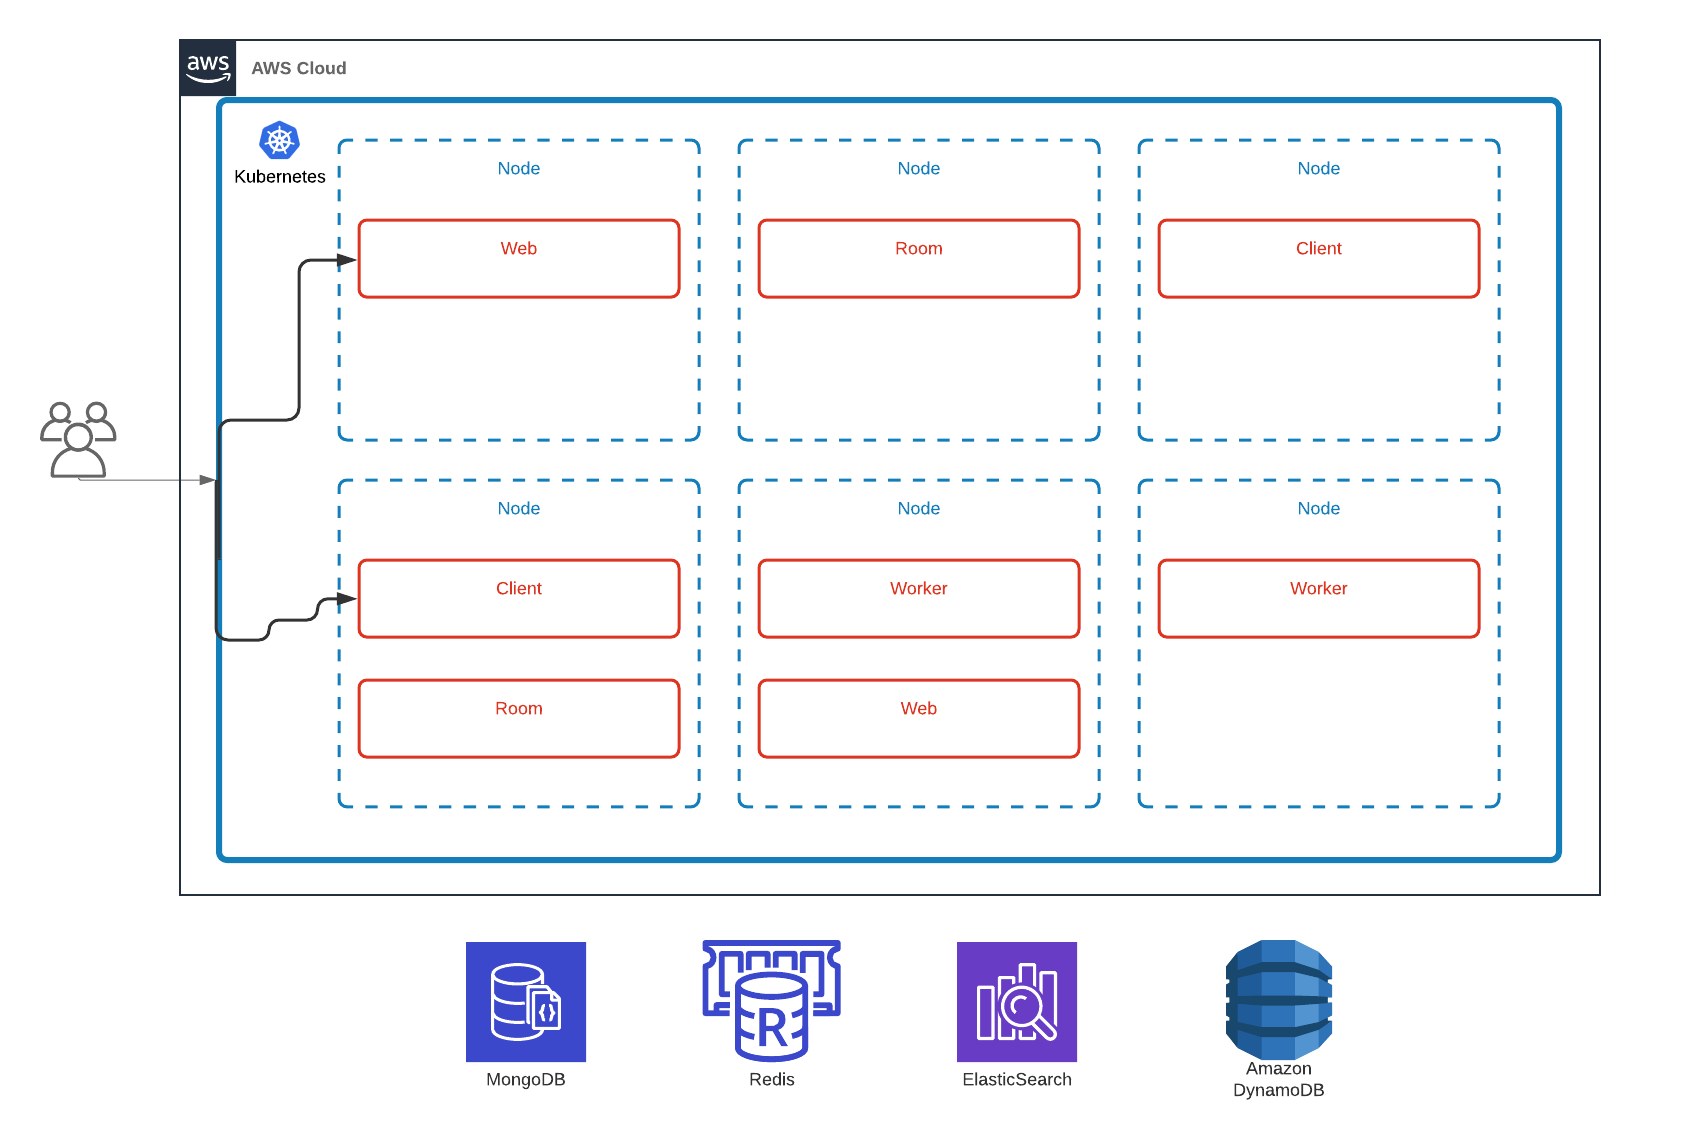 aws
AWS Cloud
Kubernetes
Node
Node
Node
Web
Room
Client
Node
Node
Node
Client
Worker
Worker
Room
Web
{ }
R
MongoDB
Redis
ElasticSearch
Amazon
DynamoDB